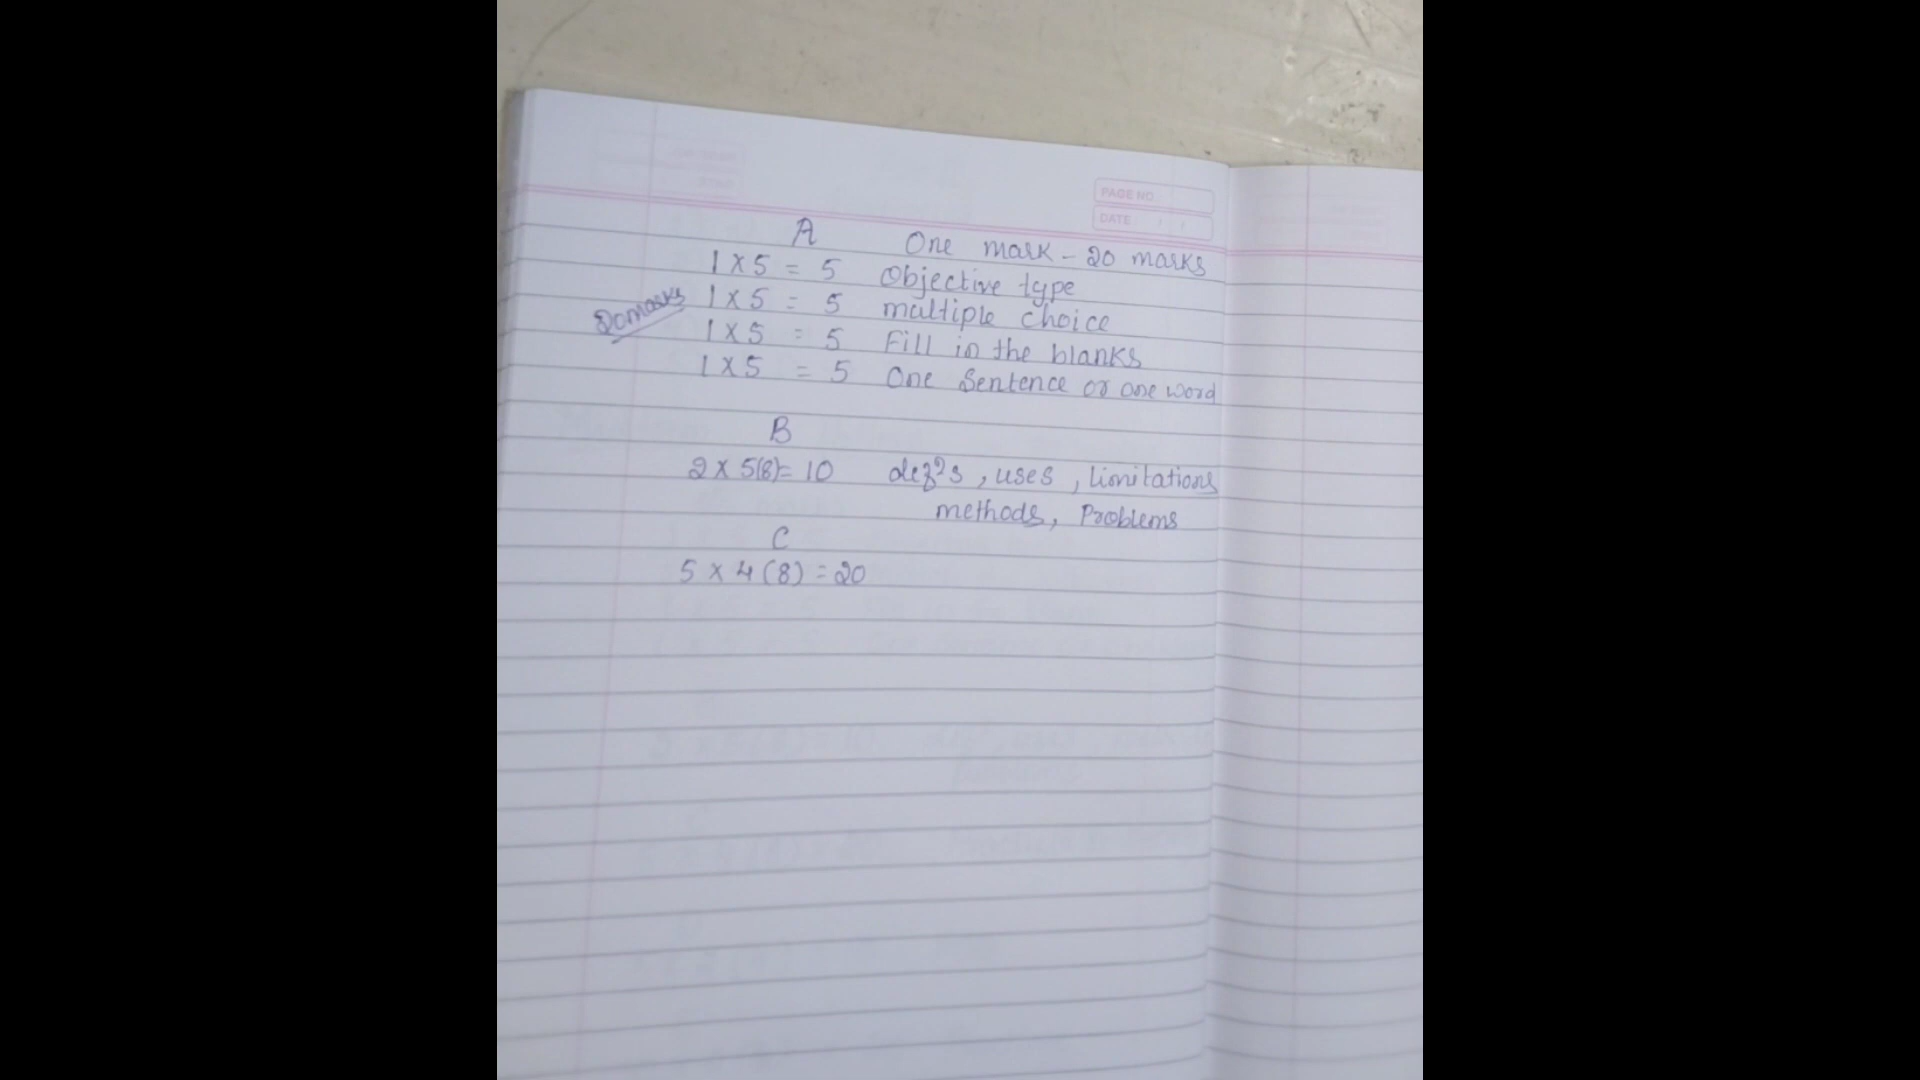 PAGE NO.
DATE
A One mark - 20 marks
1 x 5 = 5 Objective type
20marks 1 x 5 = 5 multiple choice
1 x 5 = 5 Fill in the blanks
1 x 5 = 5 One Sentence or one word
B
2 x 5(8)= 10 defns, uses, limitations
methods, Problems
C
5 x 4 (8) = 20